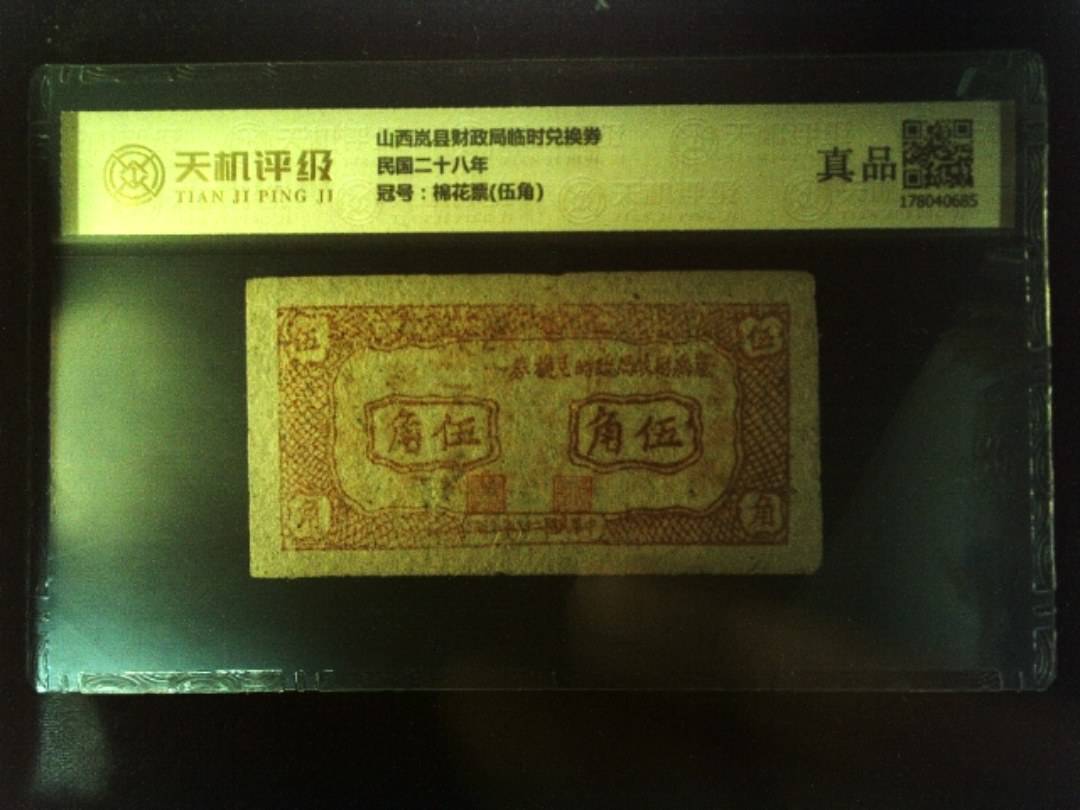 天机评级
TIAN JI PING JI
山西岚县财政局临时兑换券
民国二十八年
冠号：棉花票(伍角)
真品
178040685
伍
伍
角伍
角伍
角
角